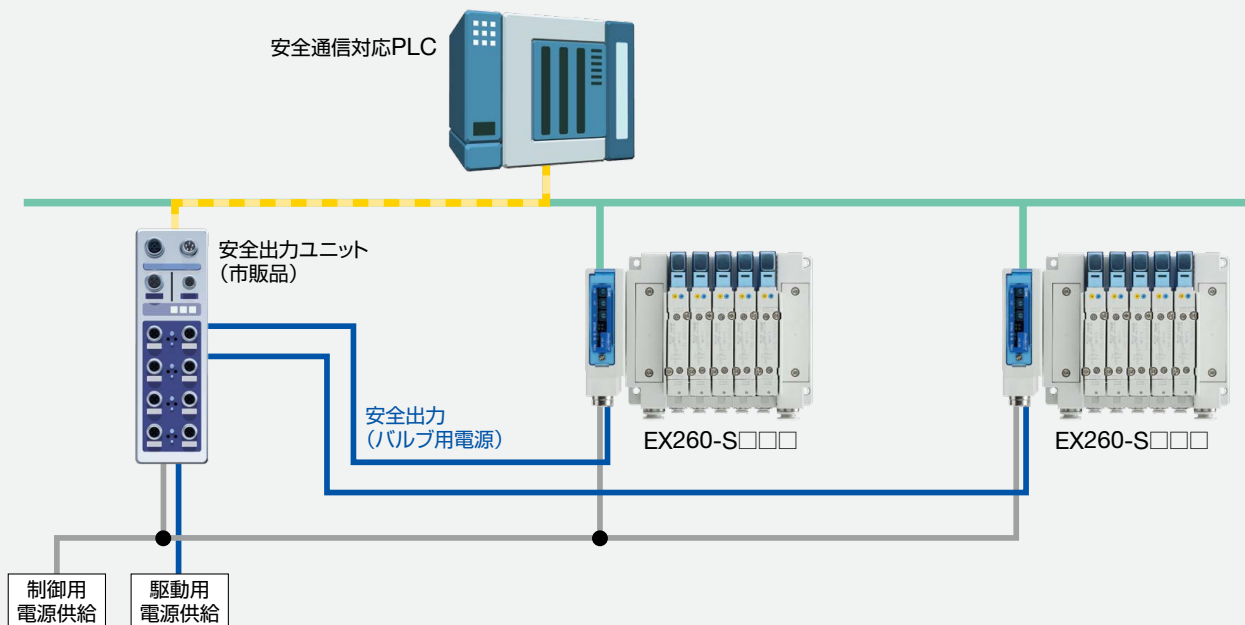 安全通信対応PLC
安全出力ユニット
（市販品）
安全出力
（バルブ用電源）
EX260-S□□□
EX260-S□□□
制御用
電源供給
駆動用
電源供給